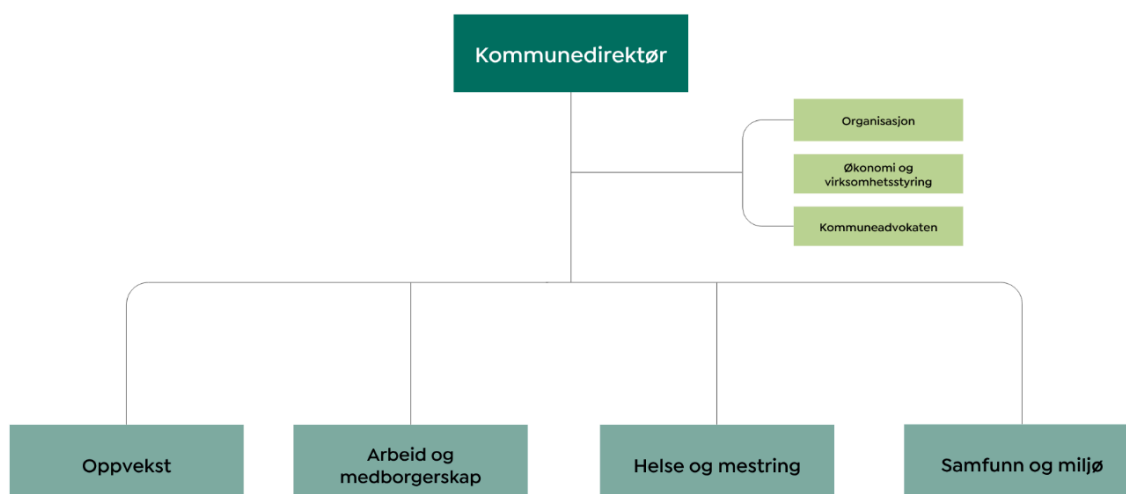 Kommunedirektør
Organisasjon
Økonomi og
virksomhetsstyring
Kommuneadvokaten
Oppvekst
Arbeid og
medborgerskap
Helse og mestring
Samfunn og miljø